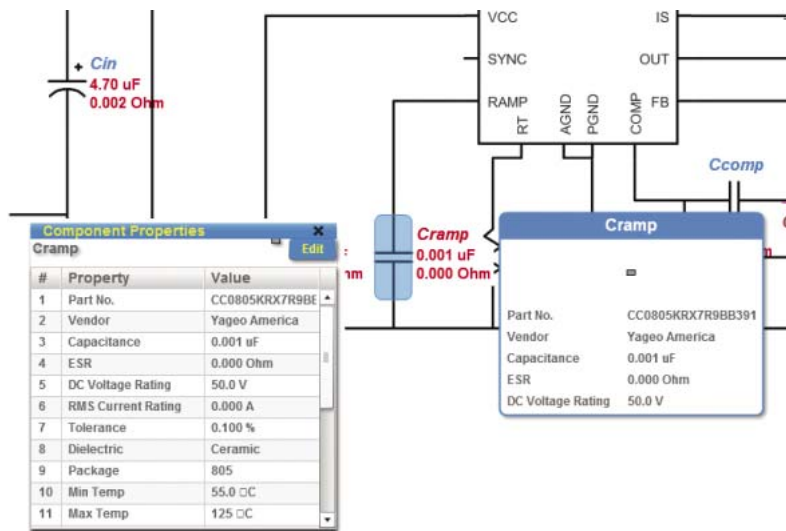 VCC
IS
SYNC
OUT
RAMP
FB
RT
AGND
PGND
COMP
+ Cin
4.70 uF
0.002 Ohm
Ccomp
Cramp
0.001 uF
0.000 Ohm
Component Properties
Cramp Edit
# Property Value
1 Part No. CC0805KRX7R9BE
2 Vendor Yageo America
3 Capacitance 0.001 uF
4 ESR 0.000 Ohm
5 DC Voltage Rating 50.0 V
6 RMS Current Rating 0.000 A
7 Tolerance 0.100 %
8 Dielectric Ceramic
9 Package 805
10 Min Temp 55.0 □C
11 Max Temp 125 □C
Cramp
Part No. CC0805KRX7R9BB391
Vendor Yageo America
Capacitance 0.001 uF
ESR 0.000 Ohm
DC Voltage Rating 50.0 V